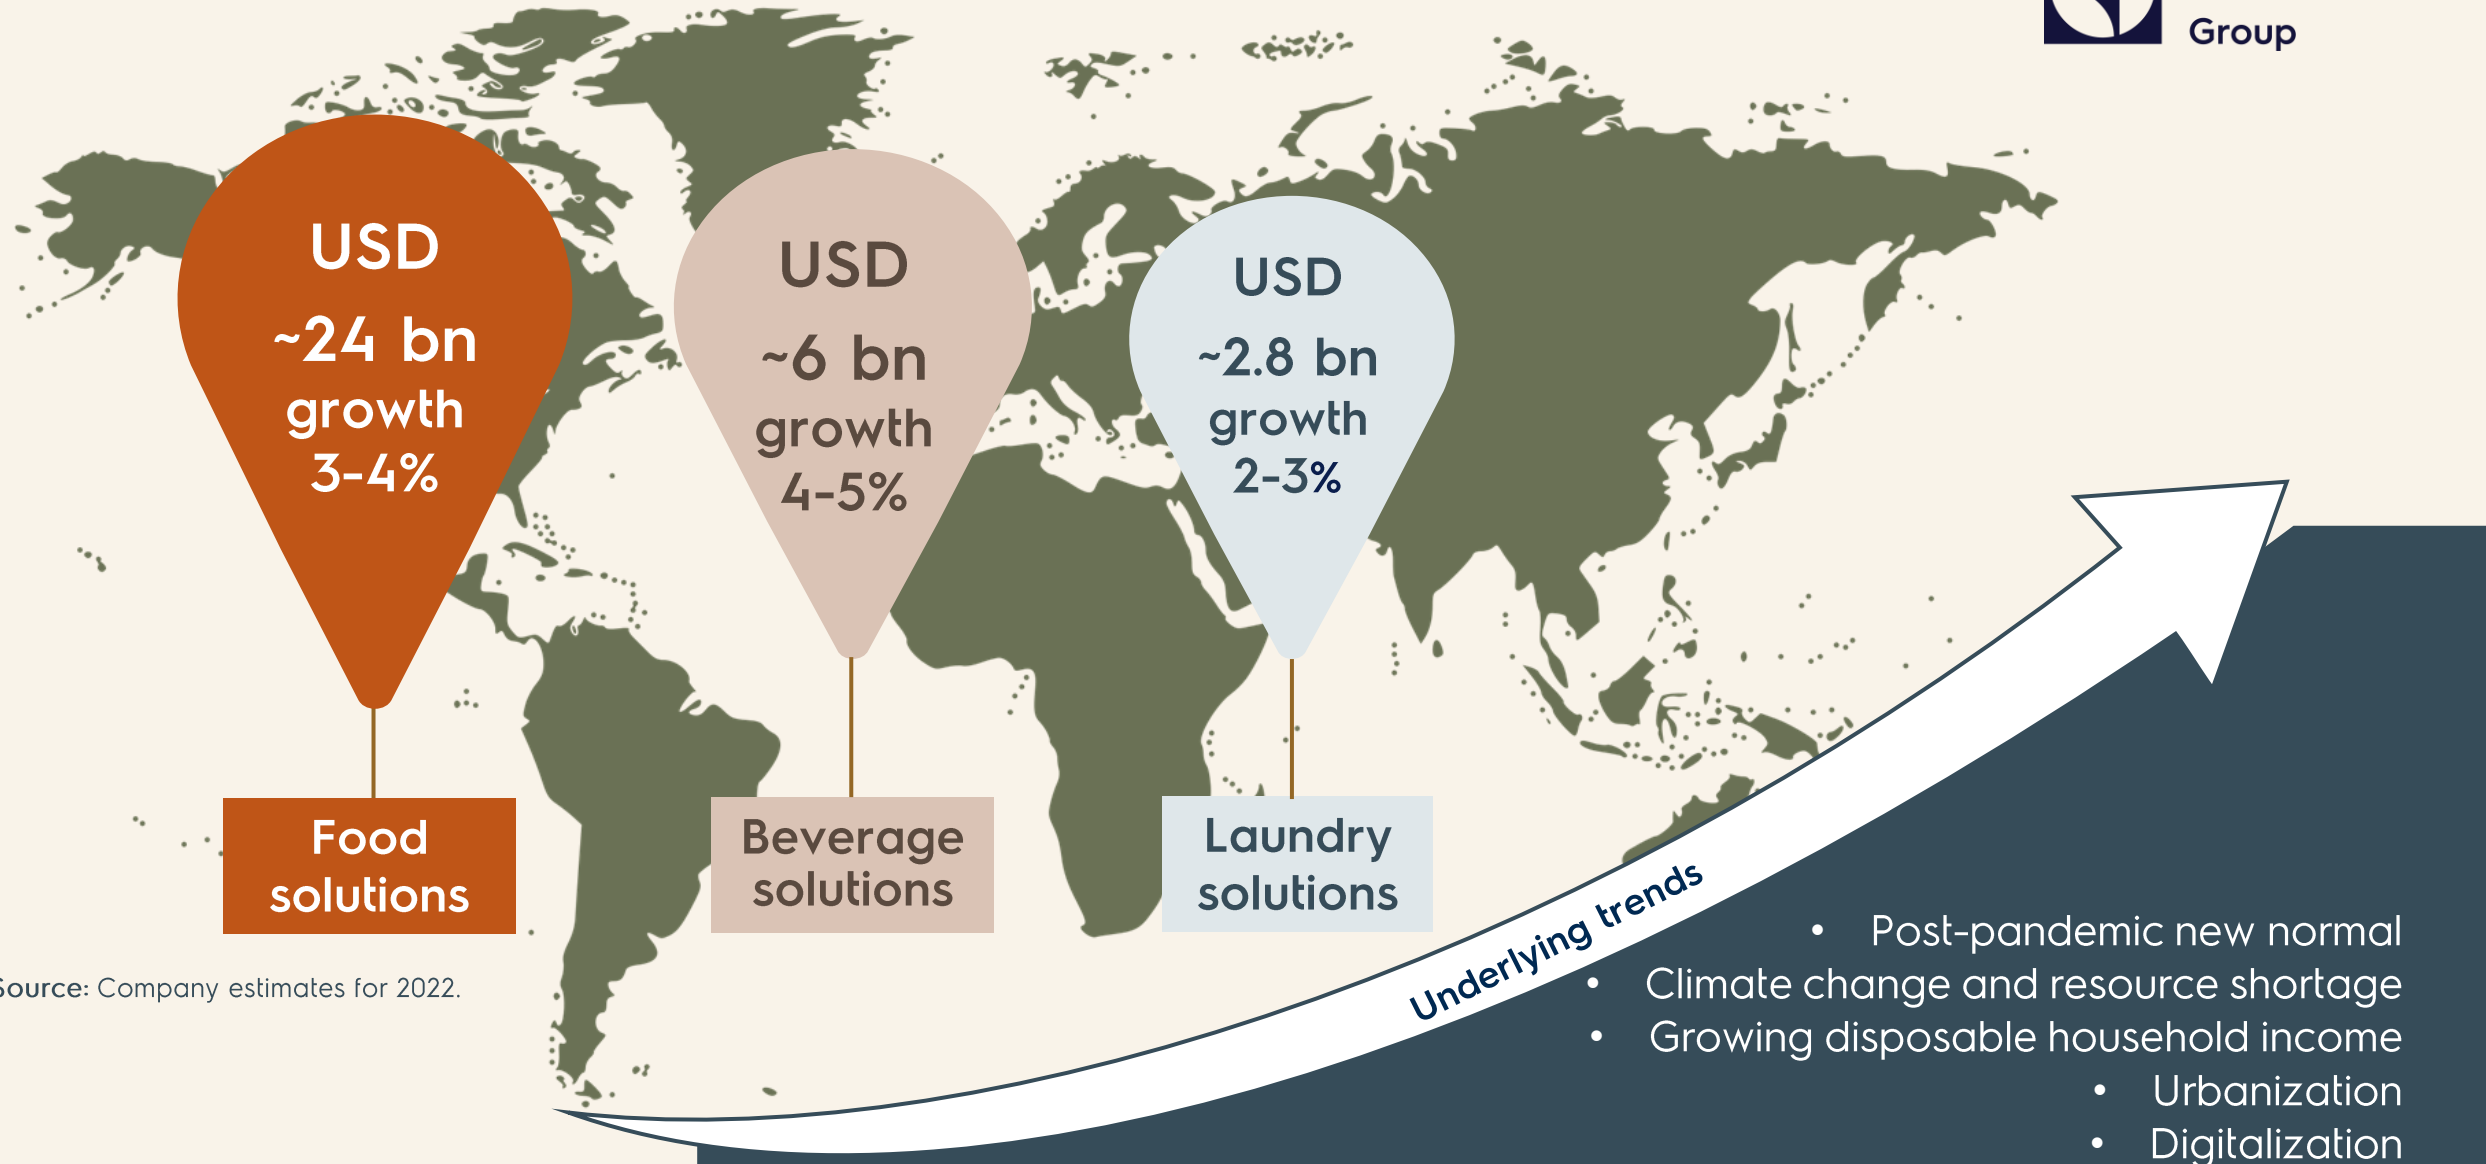 Group
USD
~24 bn
growth
3-4%
USD
~6 bn
growth
4-5%
USD
~2.8 bn
growth
2-3%
Food
solutions
Beverage
solutions
Laundry
solutions
Source: Company estimates for 2022.
Underlying trends
• Post-pandemic new normal
• Climate change and resource shortage
• Growing disposable household income
• Urbanization
• Digitalization